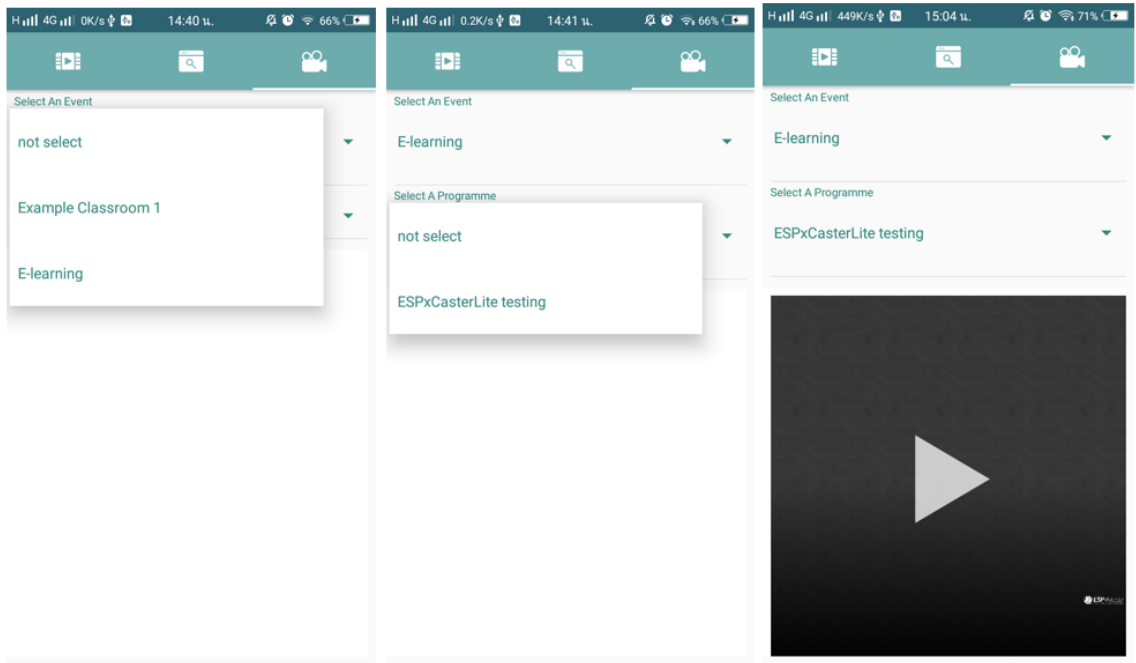 H 4G 0K/s 14:40 น. 66%
Select An Event
not select
Example Classroom 1
E-learning
H 4G 0.2K/s 14:41 น. 66%
Select An Event
E-learning
Select A Programme
not select
ESPxCasterLite testing
H 4G 449K/s 15:04 น. 71%
Select An Event
E-learning
Select A Programme
ESPxCasterLite testing